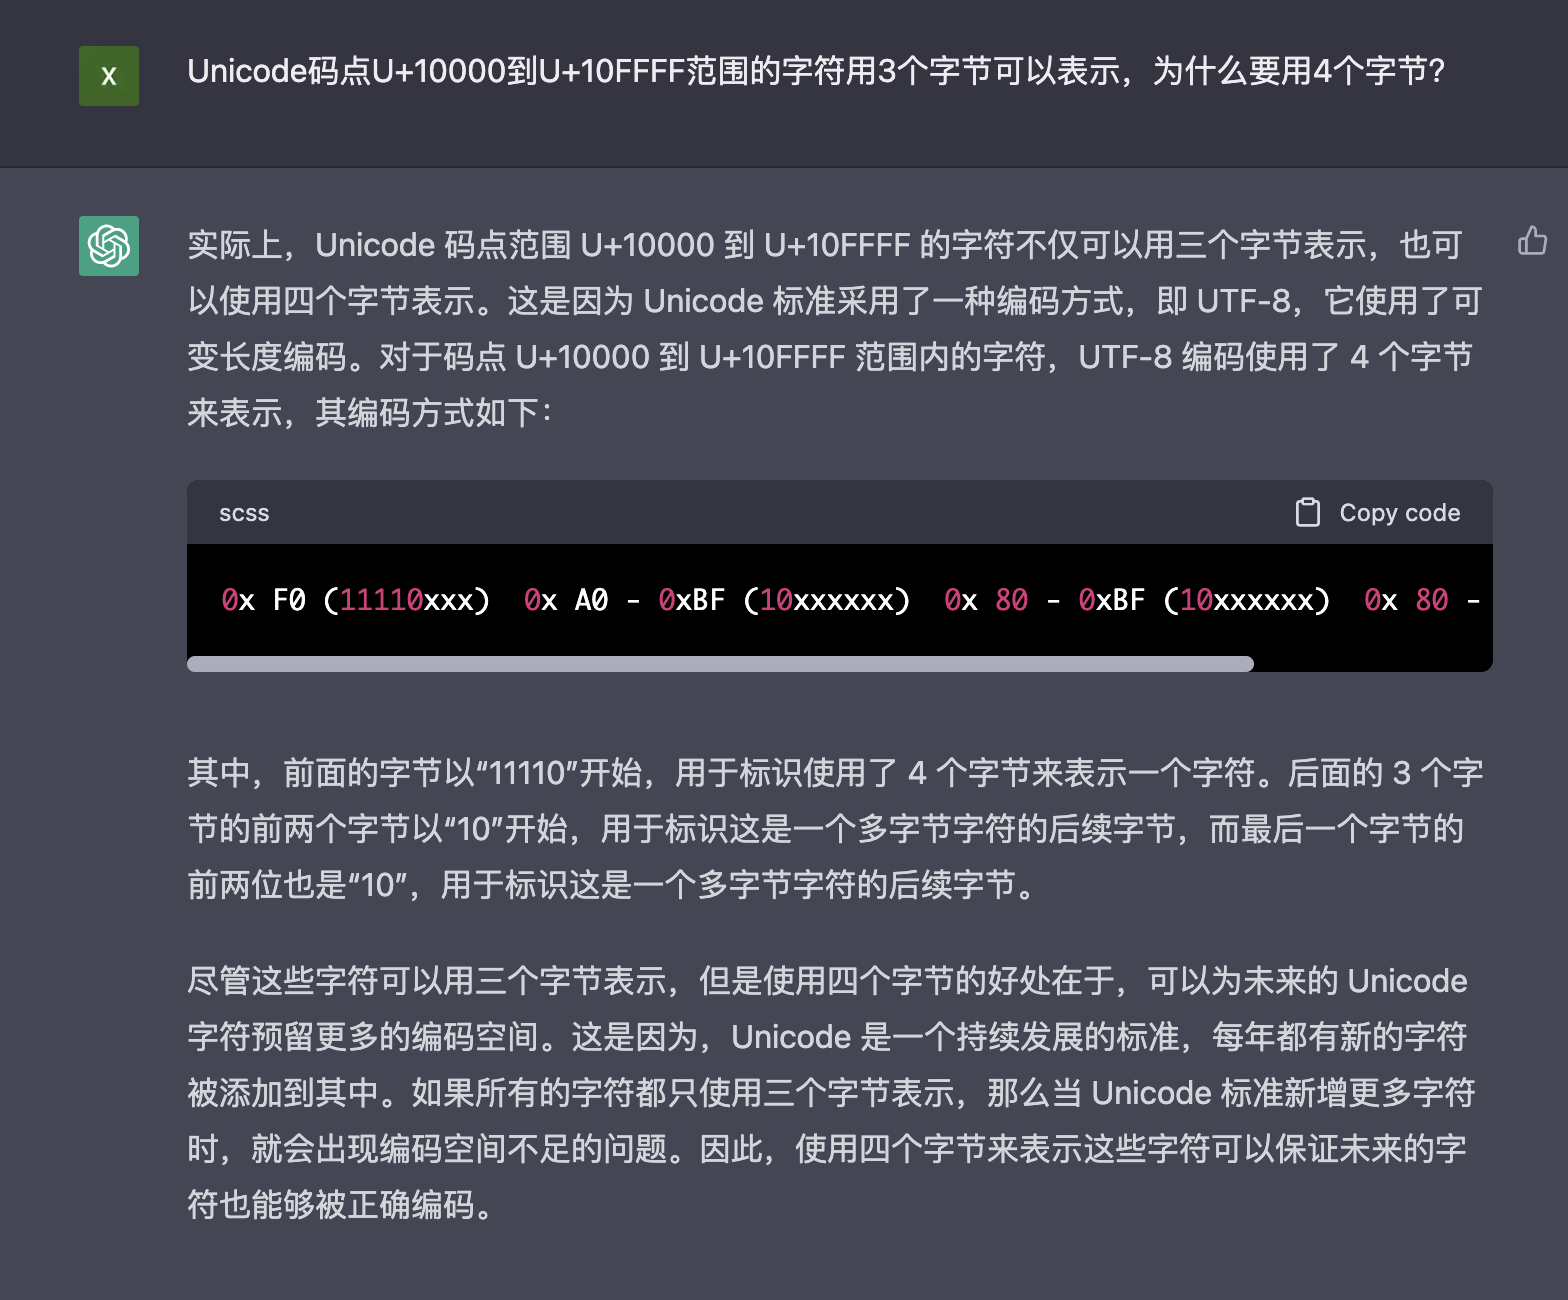 X
Unicode码点U+10000到U+10FFFF范围的字符用3个字节可以表示，为什么要用4个字节?
实际上，Unicode 码点范围 U+10000 到 U+10FFFF 的字符不仅可以用三个字节表示，也可
以使用四个字节表示。这是因为 Unicode 标准采用了一种编码方式，即 UTF-8，它使用了可
变长度编码。对于码点 U+10000 到 U+10FFFF 范围内的字符，UTF-8 编码使用了 4 个字节
来表示，其编码方式如下：
scss
Copy code
0x F0 (11110xxx)  0x A0 - 0xBF (10xxxxxx)  0x 80 - 0xBF (10xxxxxx)  0x 80 -
其中，前面的字节以“11110”开始，用于标识使用了 4 个字节来表示一个字符。后面的 3 个字
节的前两个字节以“10”开始，用于标识这是一个多字节字符的后续字节，而最后一个字节的
前两位也是“10”，用于标识这是一个多字节字符的后续字节。
尽管这些字符可以用三个字节表示，但是使用四个字节的好处在于，可以为未来的 Unicode
字符预留更多的编码空间。这是因为，Unicode 是一个持续发展的标准，每年都有新的字符
被添加到其中。如果所有的字符都只使用三个字节表示，那么当 Unicode 标准新增更多字符
时，就会出现编码空间不足的问题。因此，使用四个字节来表示这些字符可以保证未来的字
符也能够被正确编码。